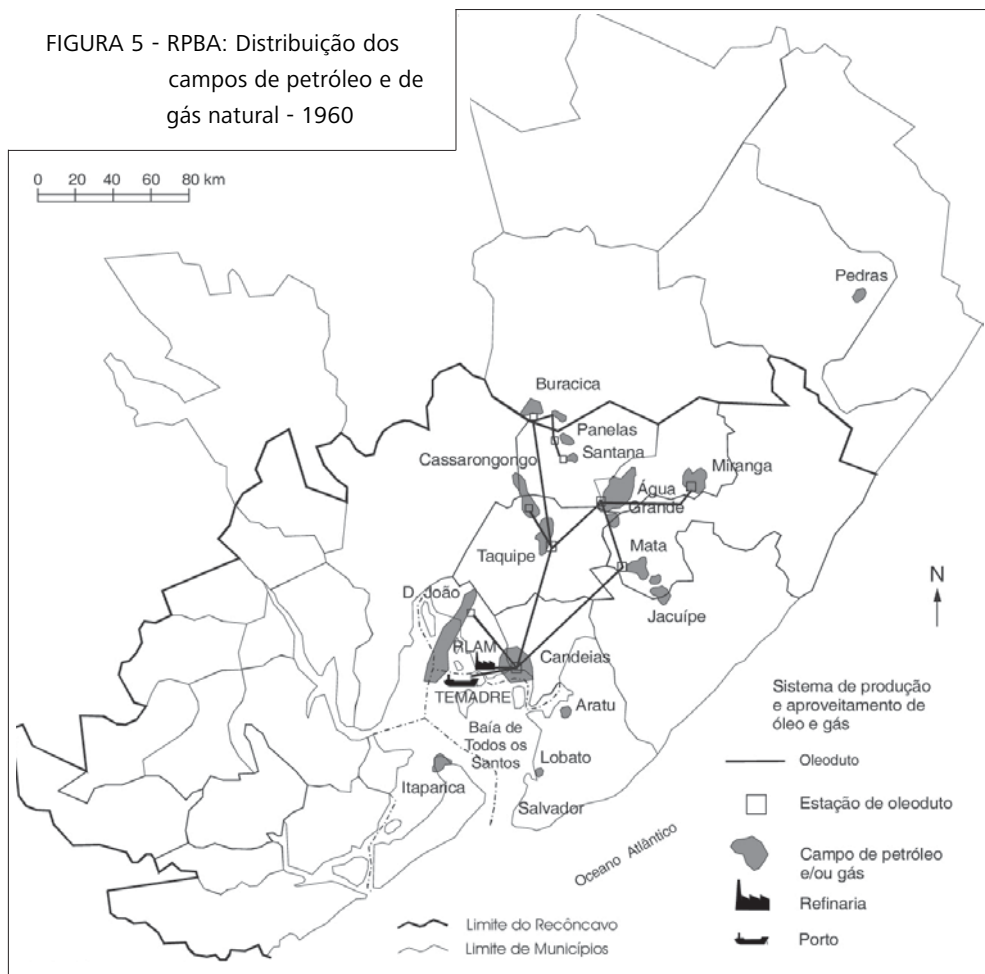 FIGURA 5 - RPBA: Distribuição dos
campos de petróleo e de
gás natural - 1960
0 20 40 60 80 km
Pedras
Buracica
Panelas
Santana
Cassarongongo
Miranga
Água
Grande
Taquipe
Mata
Jacuípe
D. João
RLAM
Candeias
TEMADRE
Aratu
Baía de
Todos os
Santos
Lobato
Itaparica
Salvador
Oceano Atlântico
N
Sistema de produção
e aproveitamento de
óleo e gás
Oleoduto
Estação de oleoduto
Campo de petróleo
e/ou gás
Refinaria
Porto
Limite do Recôncavo
Limite de Municípios